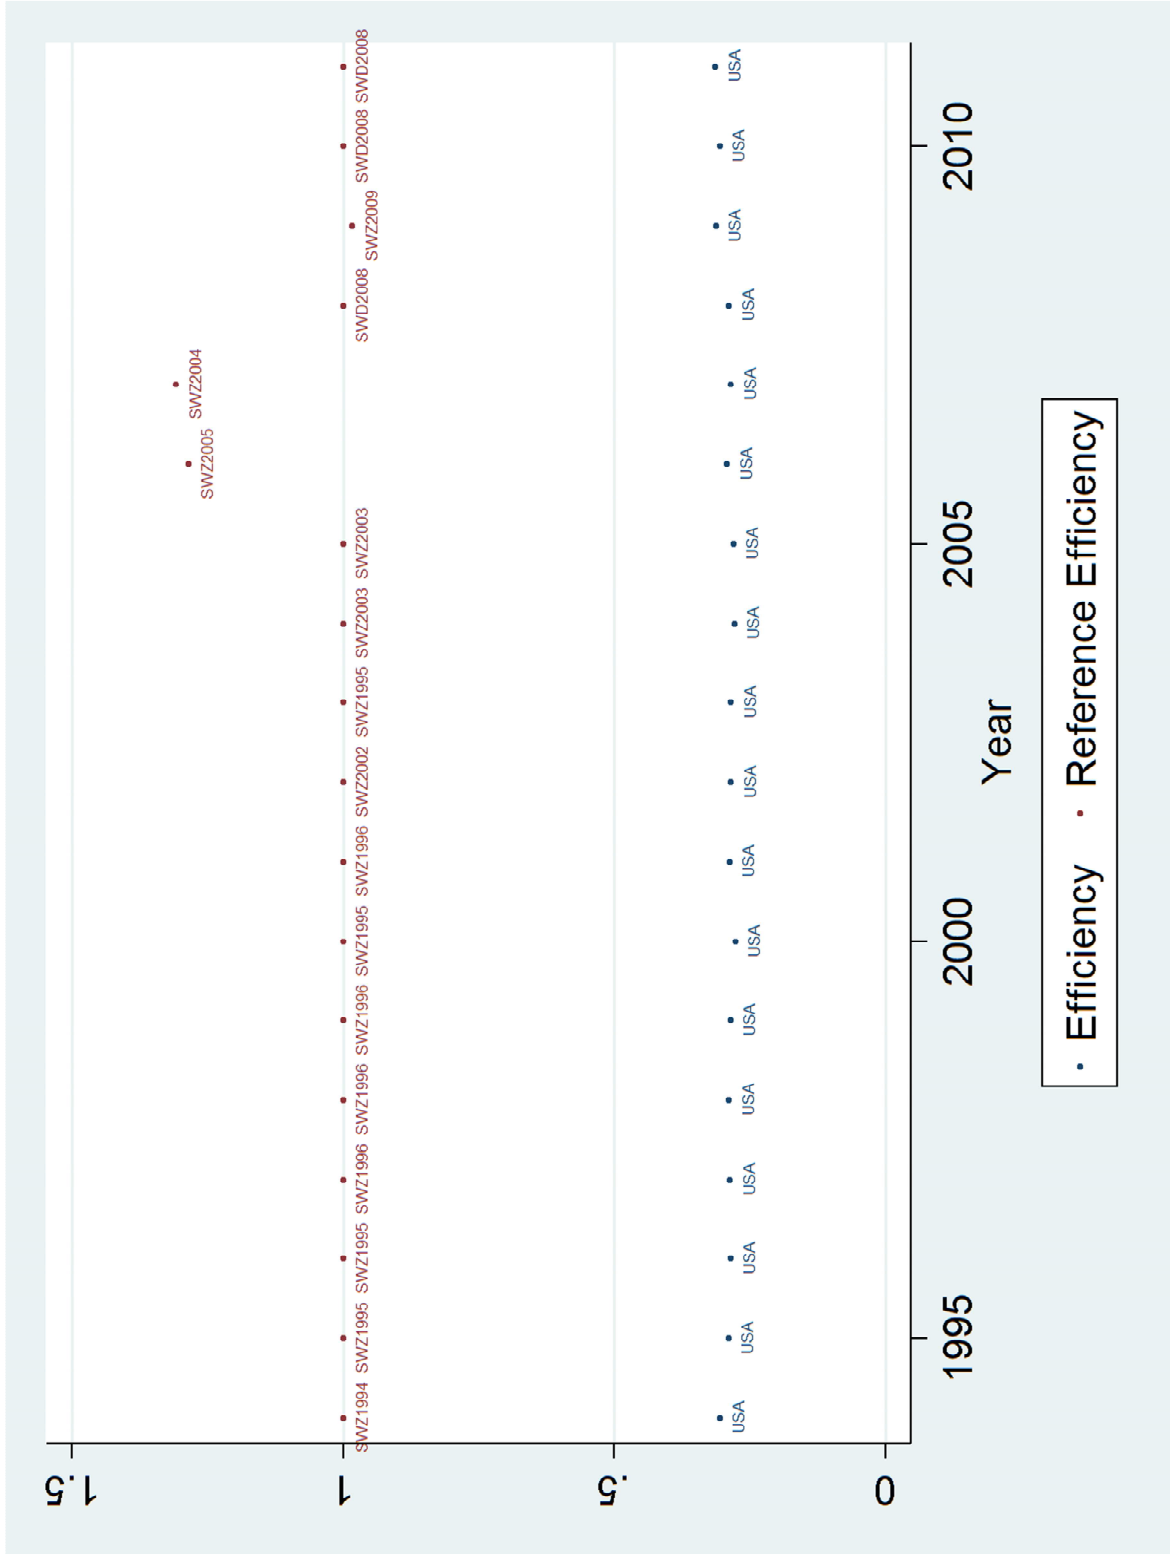 1.5
1
.5
0
SWZ1994 SWZ1995 SWZ1995 SWZ1996 SWZ1996 SWZ1996 SWZ1995 SWZ1996 SWZ2002 SWZ1995 SWZ2003 SWZ2003
SWZ2005
SWZ2004
SWD2008
SWZ2009
SWD2008 SWD2008
USA USA USA USA USA USA USA USA USA USA USA USA USA USA USA USA USA USA
1995 2000 2005 2010
Year
Efficiency Reference Efficiency